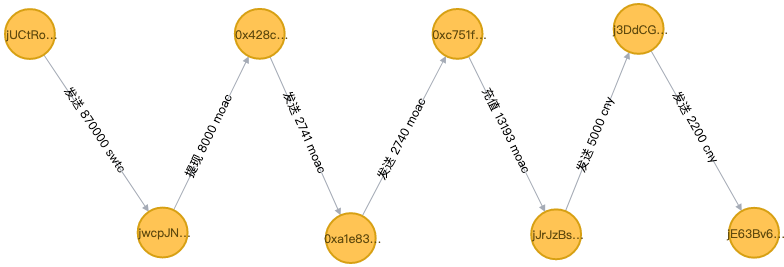 jUCtRo...
发送 870000 swtc
jwcpJN...
提现 8000 moac
0x428c...
发送 2741 moac
0xa1e83...
发送 2740 moac
0xc751f...
充值 13193 moac
jJrJzBs...
发送 5000 cny
j3DdCG...
发送 2200 cny
jE63Bv6...